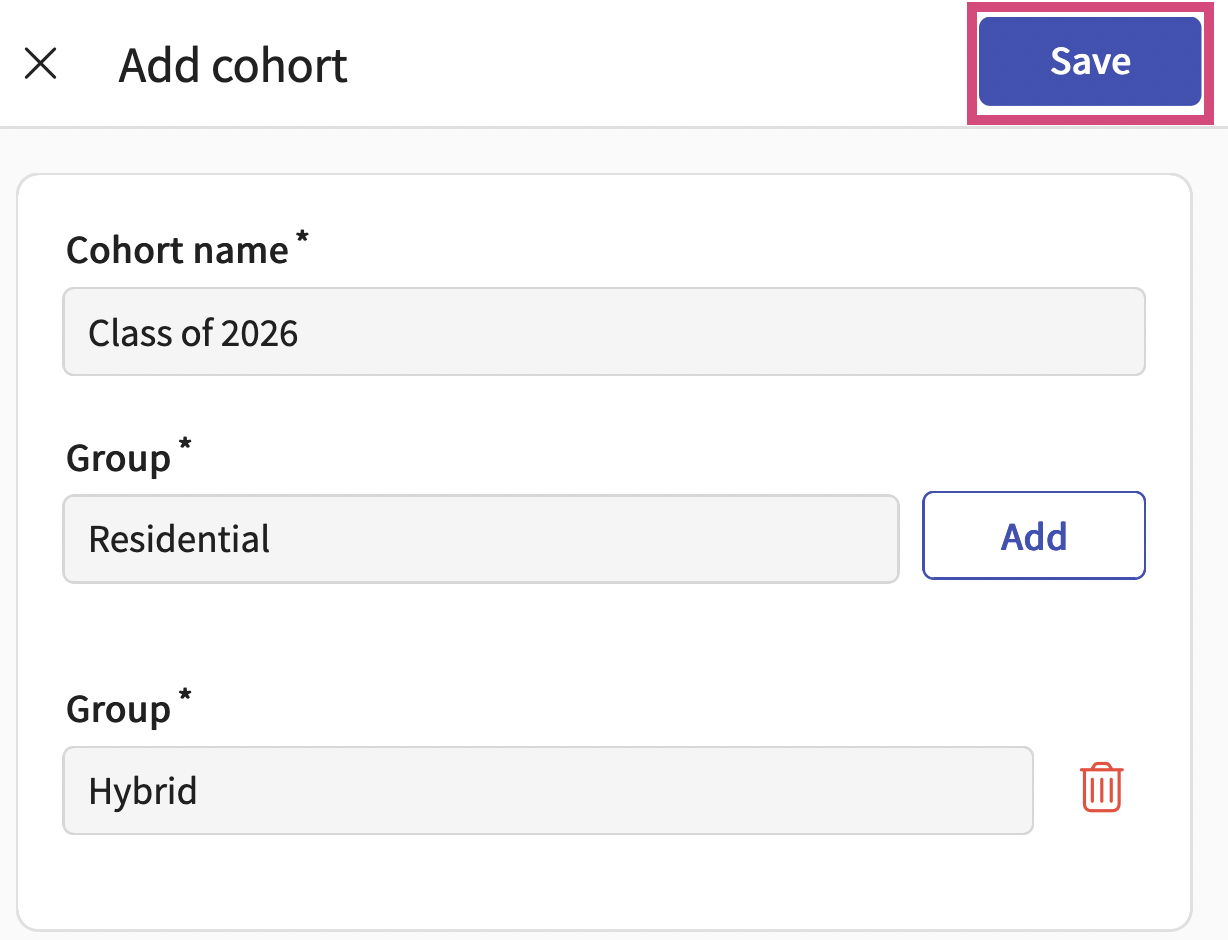 Add cohort
Save
Cohort name *
Class of 2026
Group *
Residential
Add
Group *
Hybrid